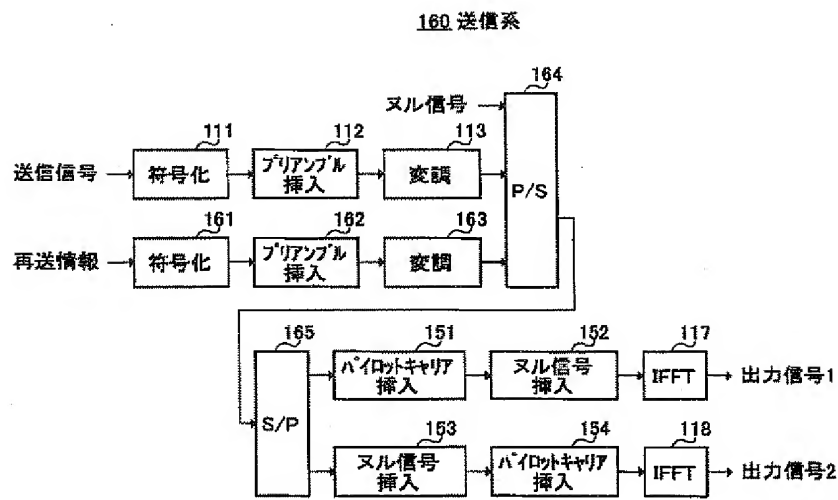 160 送信系
164
ヌル信号
111 112 113
送信信号 符号化 プリアンブル挿入 変調
P/S
161 162 163
再送情報 符号化 プリアンブル挿入 変調
165 151 152 117
パイロットキャリア挿入 ヌル信号挿入 IFFT 出力信号1
S/P
153 154 118
ヌル信号挿入 パイロットキャリア挿入 IFFT 出力信号2